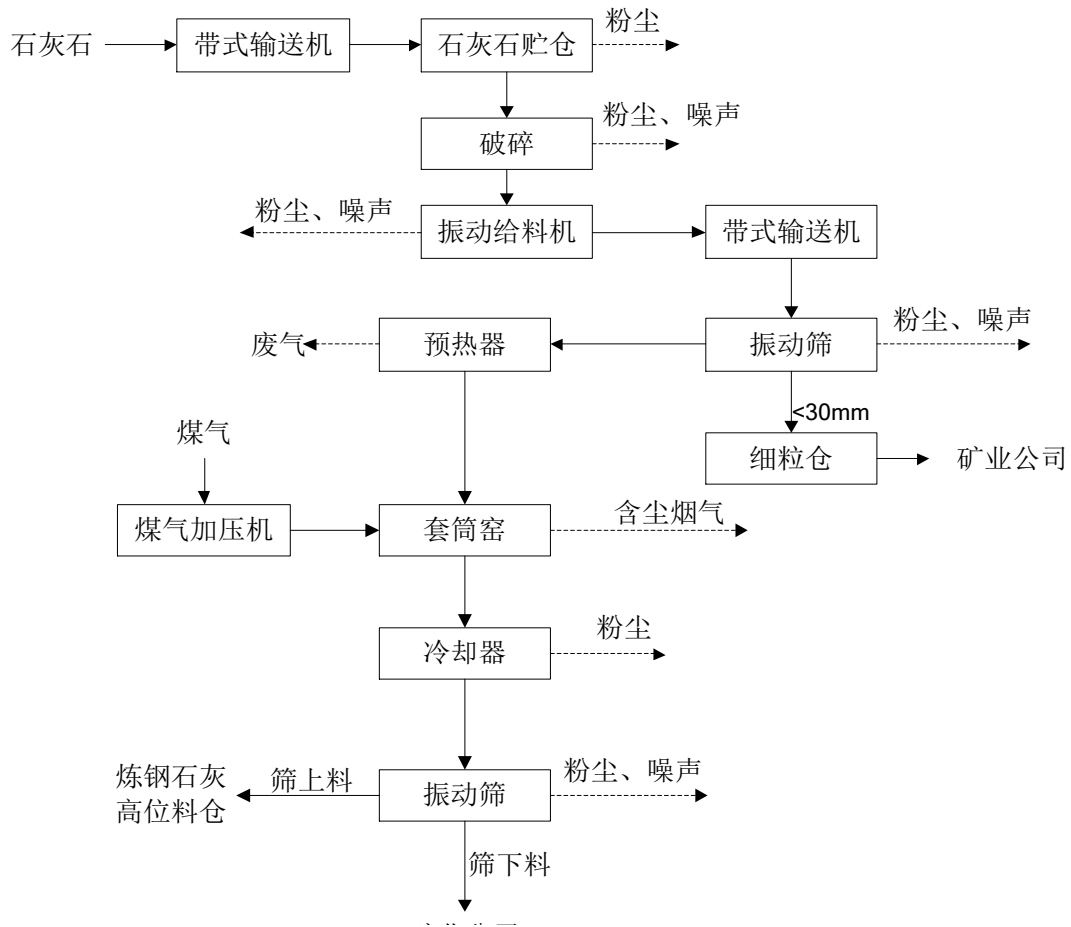 粉尘
石灰石
带式输送机
石灰石贮仓
粉尘、噪声
破碎
粉尘、噪声
振动给料机
带式输送机
粉尘、噪声
废气
预热器
振动筛
<30mm
煤气
细粒仓
矿业公司
含尘烟气
煤气加压机
套筒窑
粉尘
冷却器
粉尘、噪声
炼钢石灰
高位料仓
筛上料
振动筛
筛下料